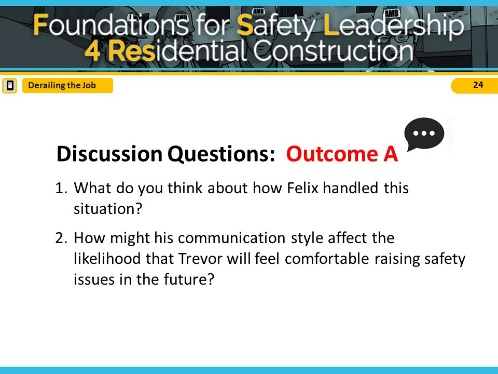 Foundations for Safety Leadership
4 Residential Construction
Derailing the Job
24
Discussion Questions: Outcome A
1. What do you think about how Felix handled this
situation?
2. How might his communication style affect the
likelihood that Trevor will feel comfortable raising safety
issues in the future?